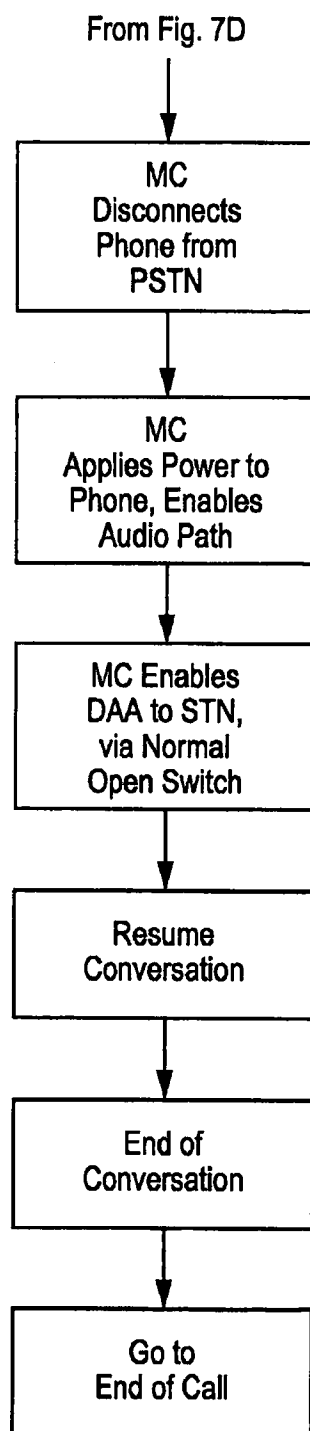 From Fig. 7D
MC
Disconnects
Phone from
PSTN
MC
Applies Power to
Phone, Enables
Audio Path
MC Enables
DAA to STN,
via Normal
Open Switch
Resume
Conversation
End of
Conversation
Go to
End of Call